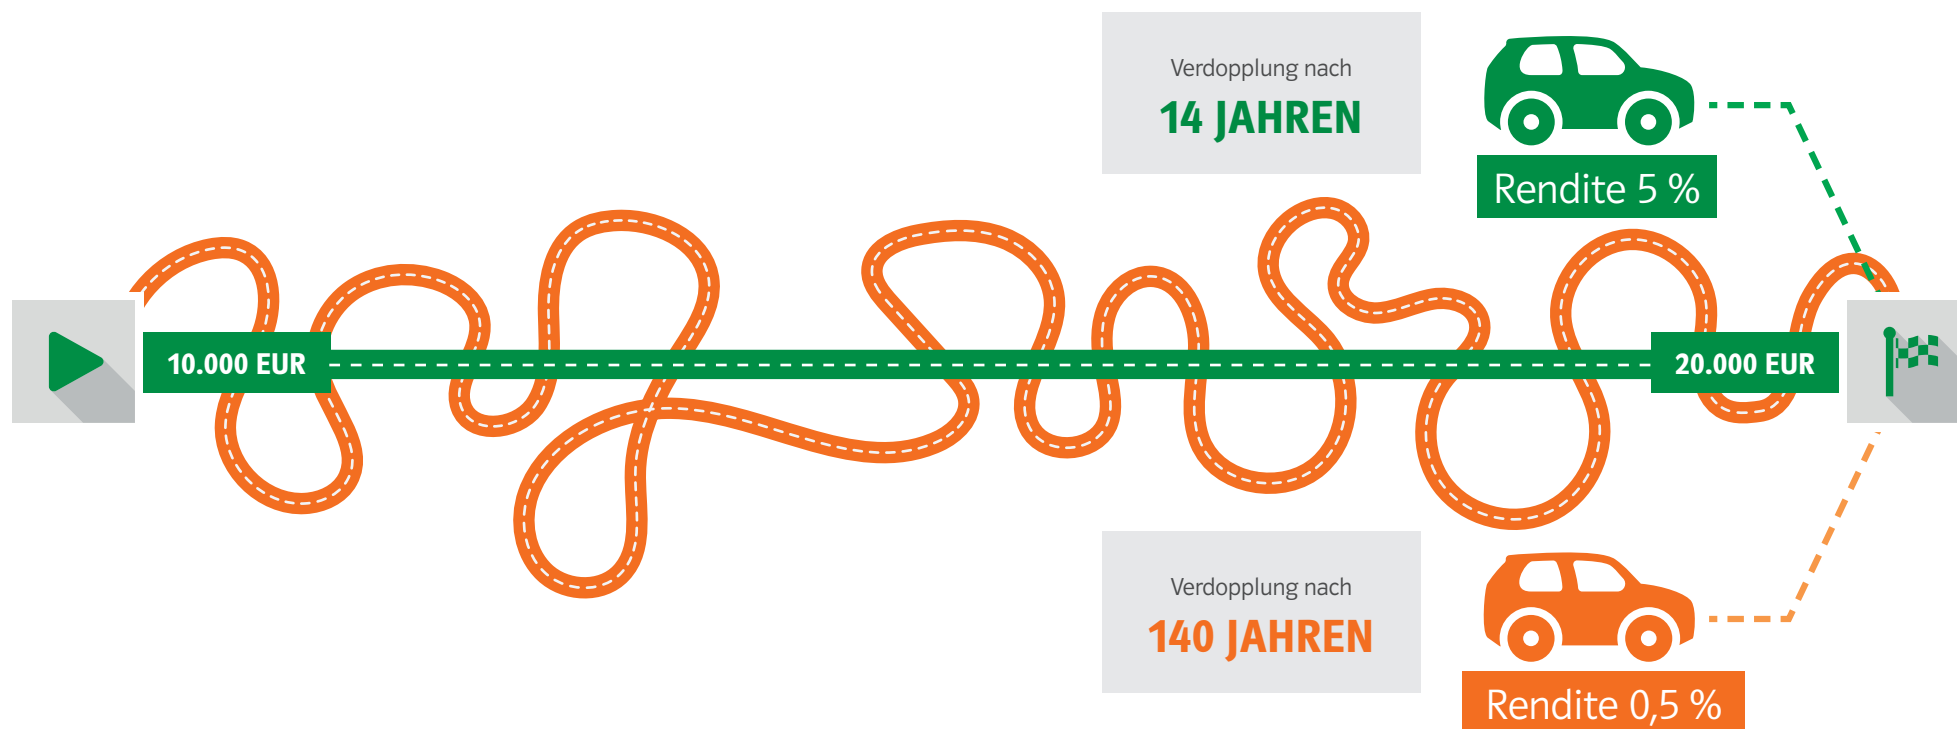 Verdopplung nach
14 JAHREN
Rendite 5 %
10.000 EUR
20.000 EUR
Verdopplung nach
140 JAHREN
Rendite 0,5 %